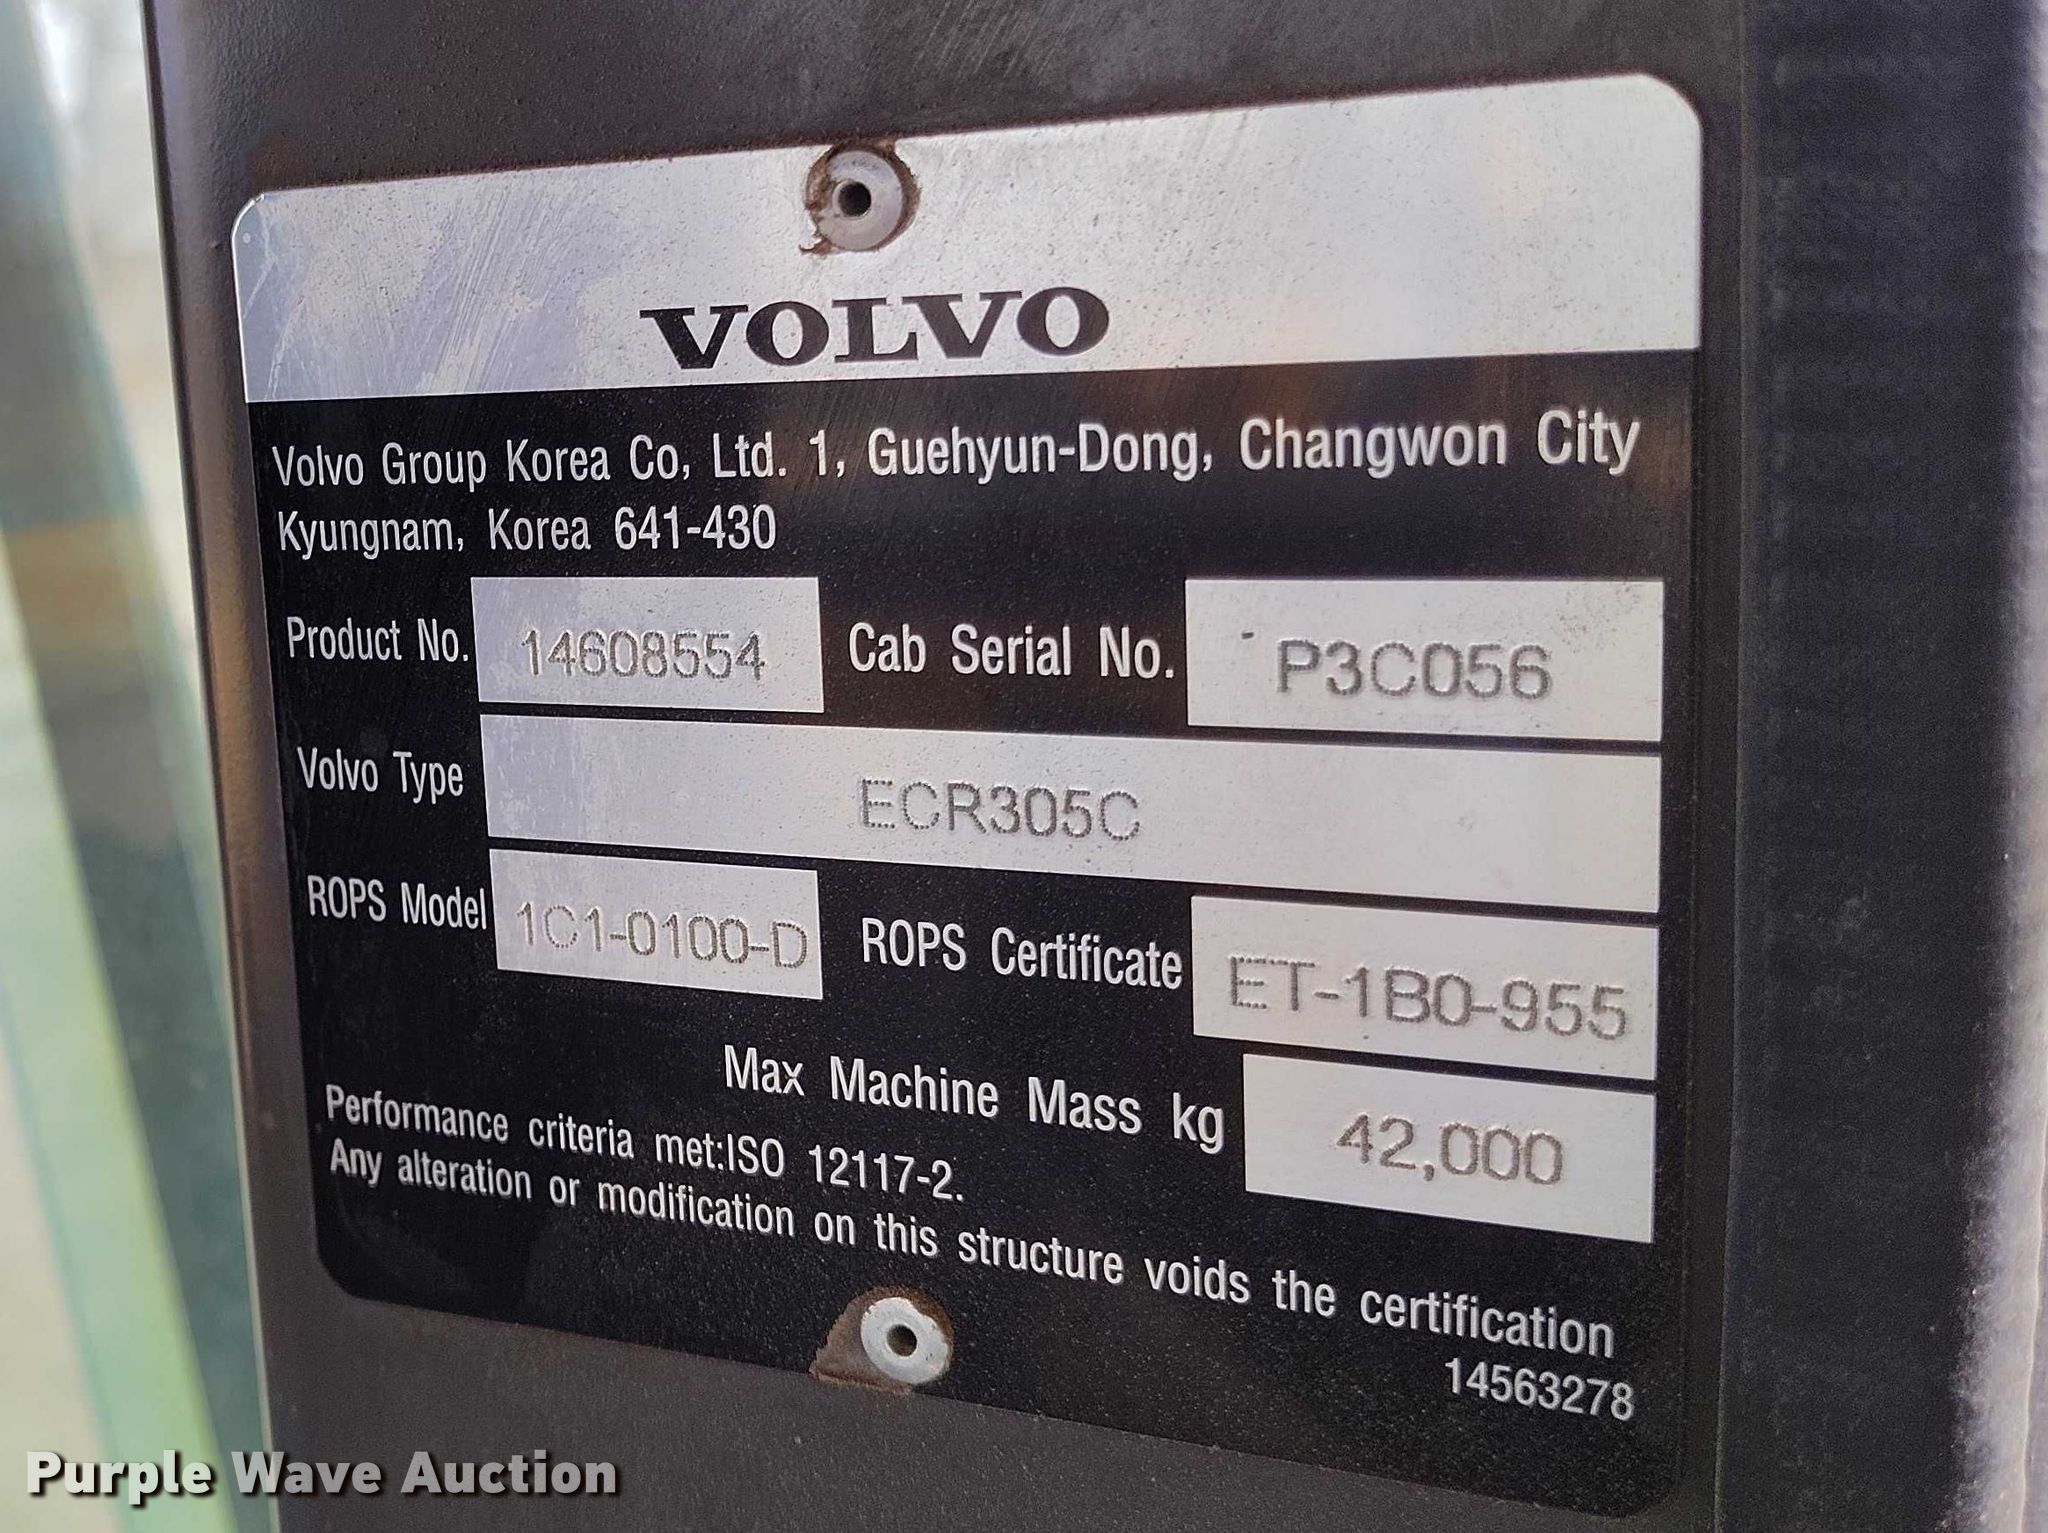 VOLVO
Volvo Group Korea Co, Ltd. 1, Guehyun-Dong, Changwon City
Kyungnam, Korea 641-430
Product No. 14608554 Cab Serial No. P3C056
Volvo Type ECR305C
ROPS Model 1C1-0100-D ROPS Certificate ET-1B0-955
Max Machine Mass kg 42,000
Performance criteria met:ISO 12117-2.
Any alteration or modification on this structure voids the certification
14563278
Purple Wave Auction